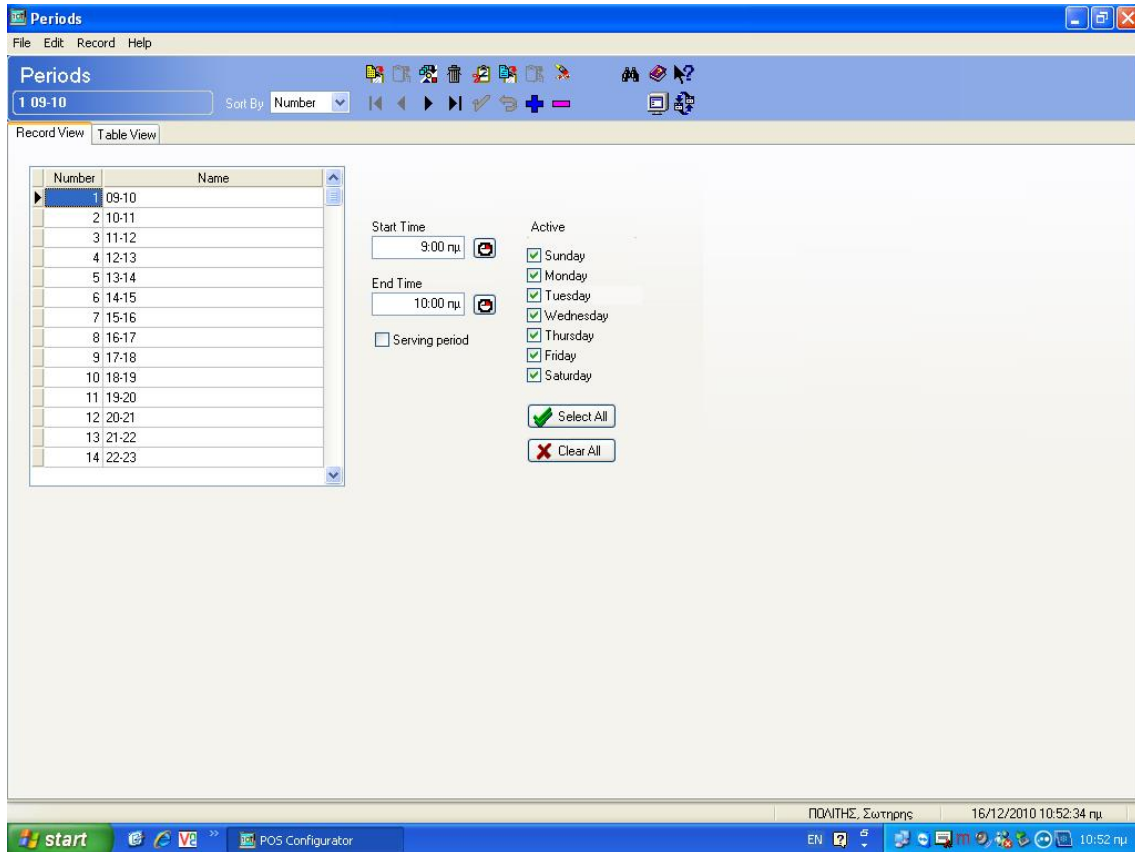 Periods
File Edit Record Help
Periods
1 09-10
Sort By Number
Record View Table View
Number Name
1 09-10
2 10-11
3 11-12
4 12-13
5 13-14
6 14-15
7 15-16
8 16-17
9 17-18
10 18-19
11 19-20
12 20-21
13 21-22
14 22-23
Start Time
9:00 πμ
End Time
10:00 πμ
Serving period
Active
Sunday
Monday
Tuesday
Wednesday
Thursday
Friday
Saturday
Select All
Clear All
ΠΟΛΙΤΗΣ, Σωτηρης 16/12/2010 10:52:34 πμ
start POS Configurator EN 10:52 πμ